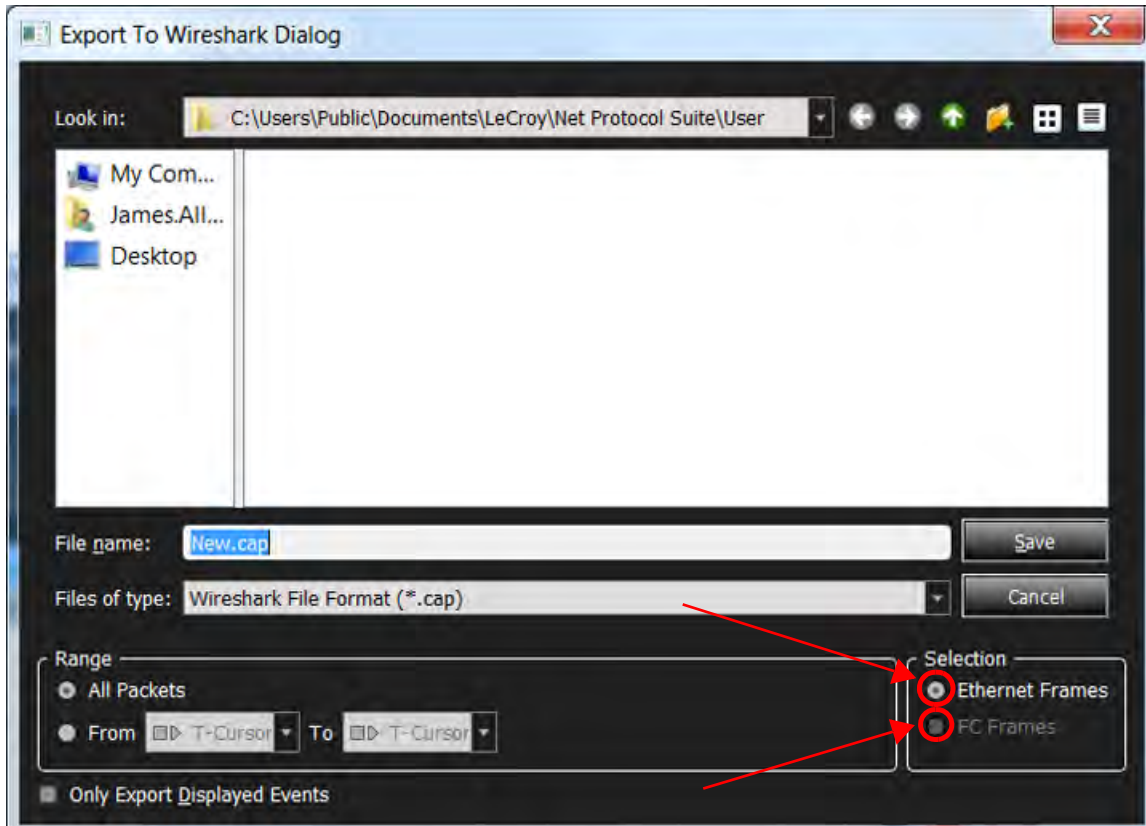 Export To Wireshark Dialog
Look in: C:\Users\Public\Documents\LeCroy\Net Protocol Suite\User
My Com...
James.All...
Desktop
File name: New.cap Save
Files of type: Wireshark File Format (*.cap) Cancel
Range
All Packets
From T-Cursor To T-Cursor
Selection
Ethernet Frames
FC Frames
Only Export Displayed Events